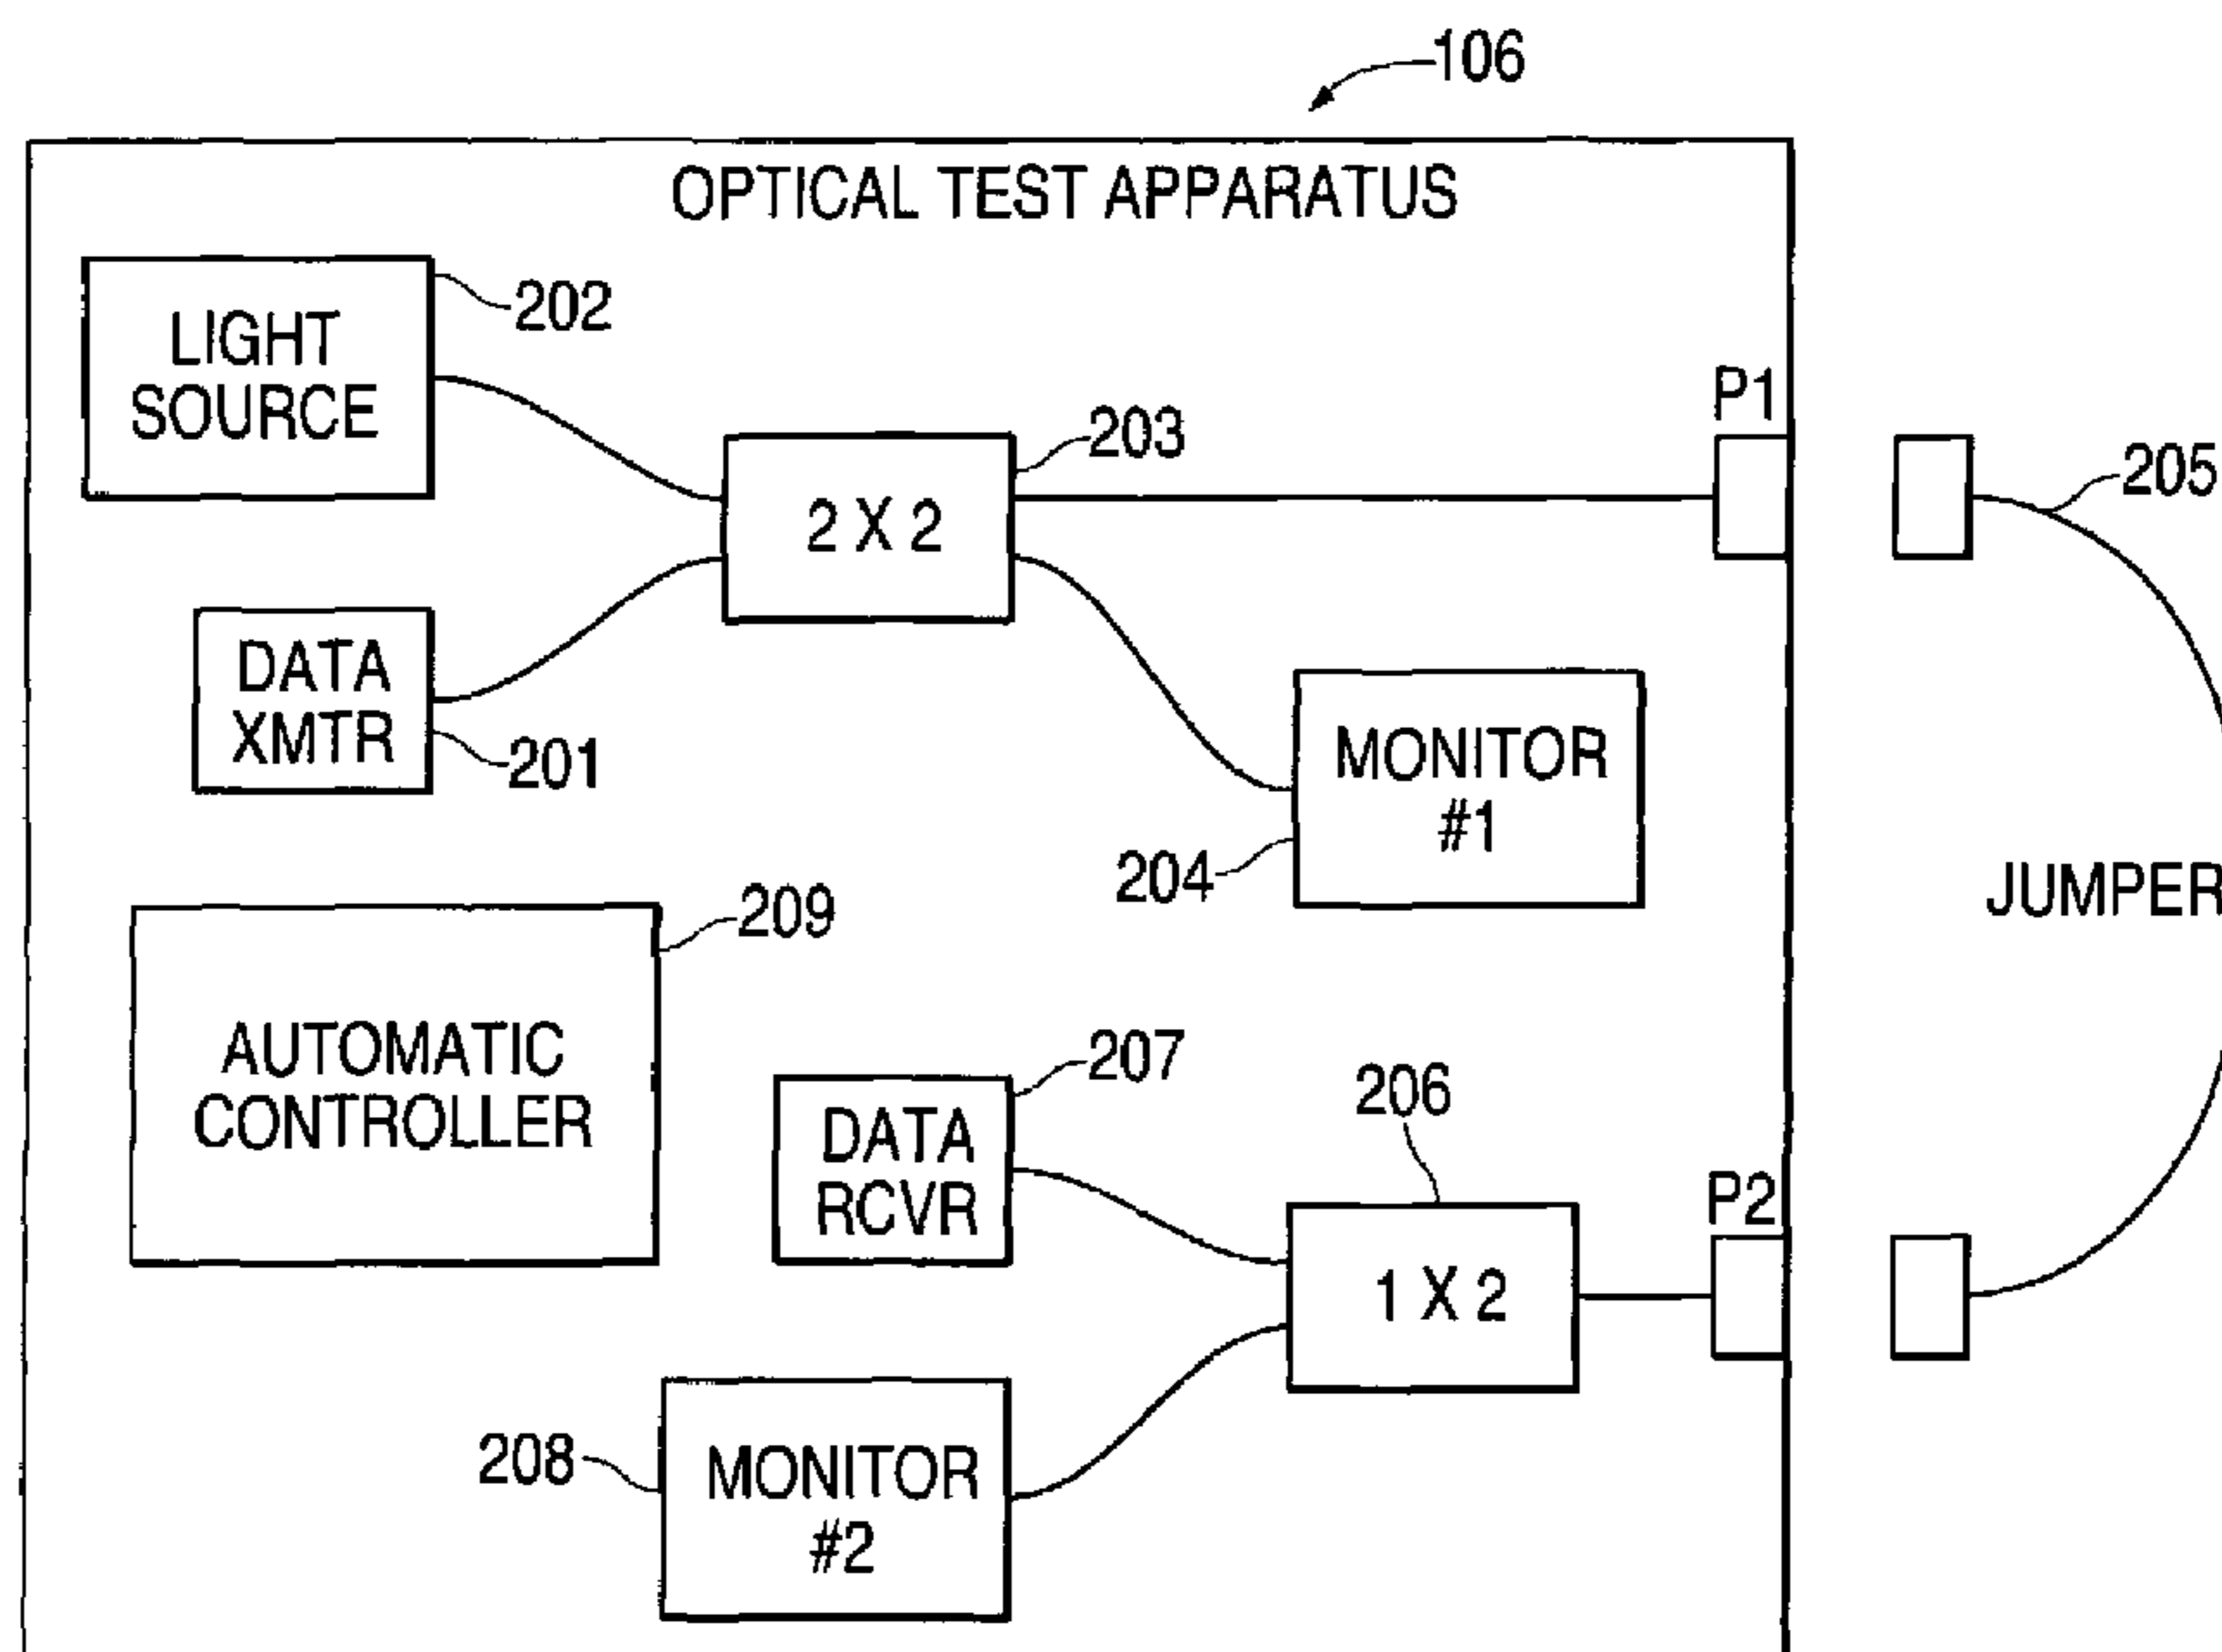 106
OPTICAL TEST APPARATUS
LIGHT
SOURCE
202
P1
203
205
2 X 2
DATA
XMTR
201
MONITOR
#1
204
JUMPER
209
AUTOMATIC
CONTROLLER
207
206
DATA
RCVR
P2
1 X 2
208
MONITOR
#2